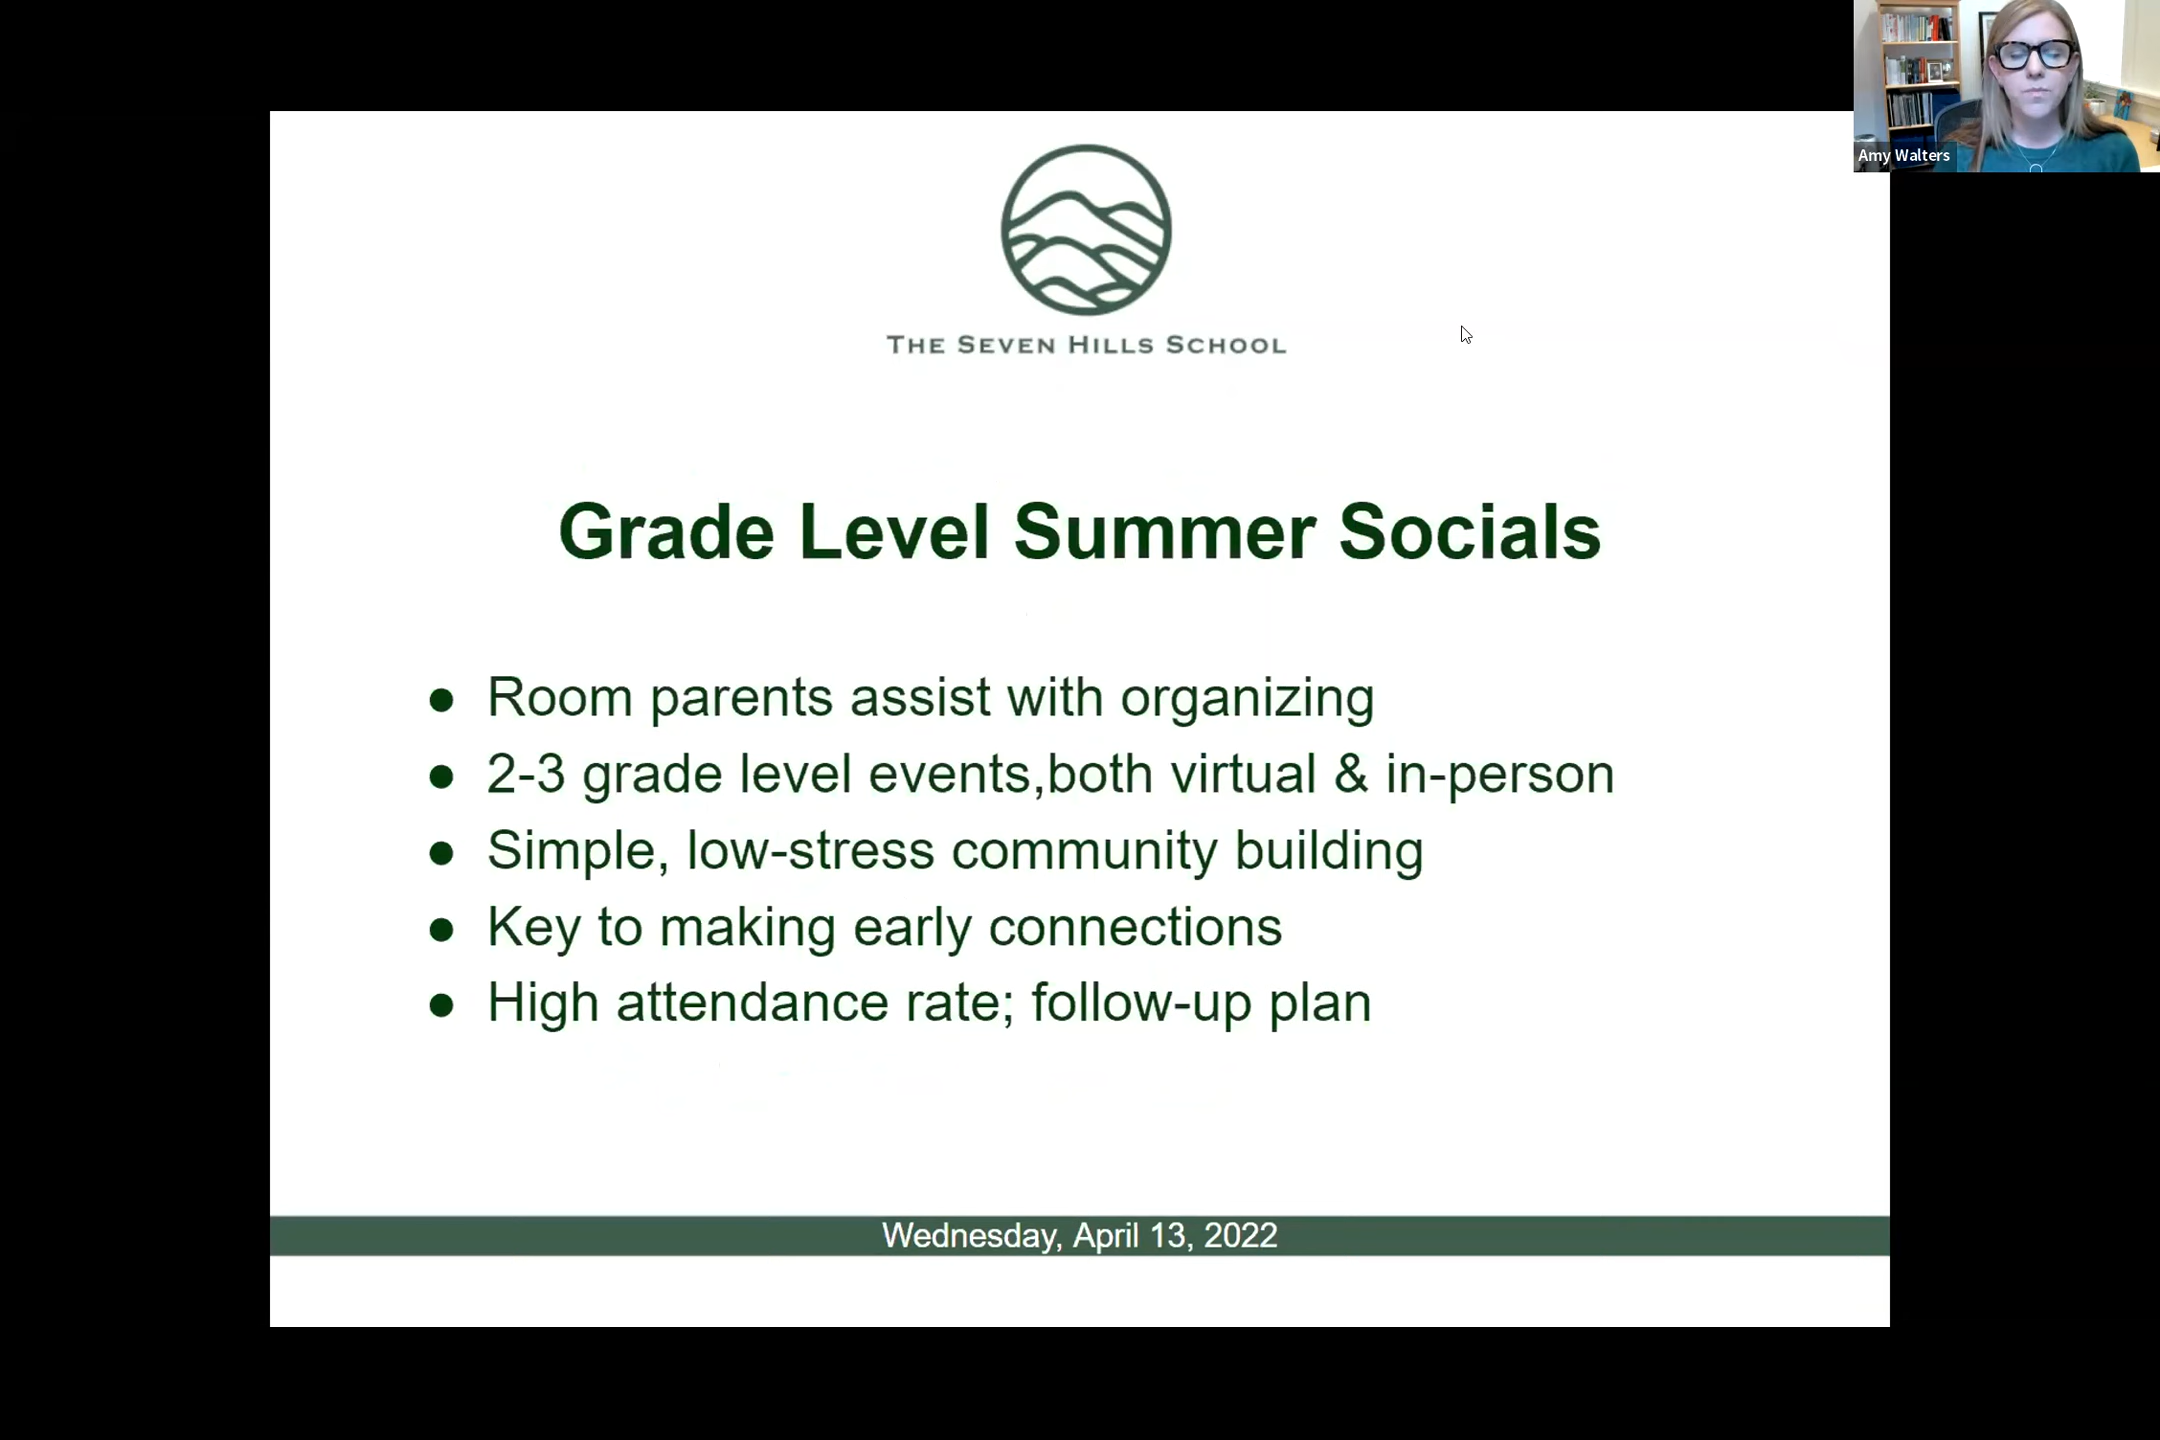 Amy Walters
THE SEVEN HILLS SCHOOL
Grade Level Summer Socials
● Room parents assist with organizing
● 2-3 grade level events,both virtual & in-person
● Simple, low-stress community building
● Key to making early connections
● High attendance rate; follow-up plan
Wednesday, April 13, 2022